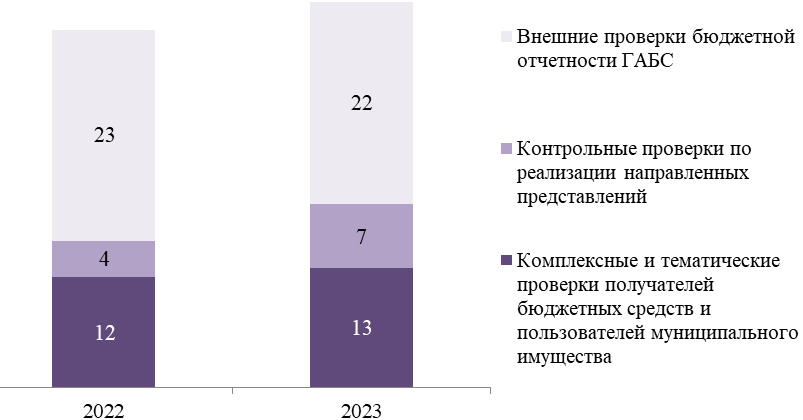 23
4
12
2022
22
7
13
2023
Внешние проверки бюджетной
отчетности ГАБС
Контрольные проверки по
реализации направленных
представлений
Комплексные и тематические
проверки получателей
бюджетных средств и
пользователей муниципального
имущества